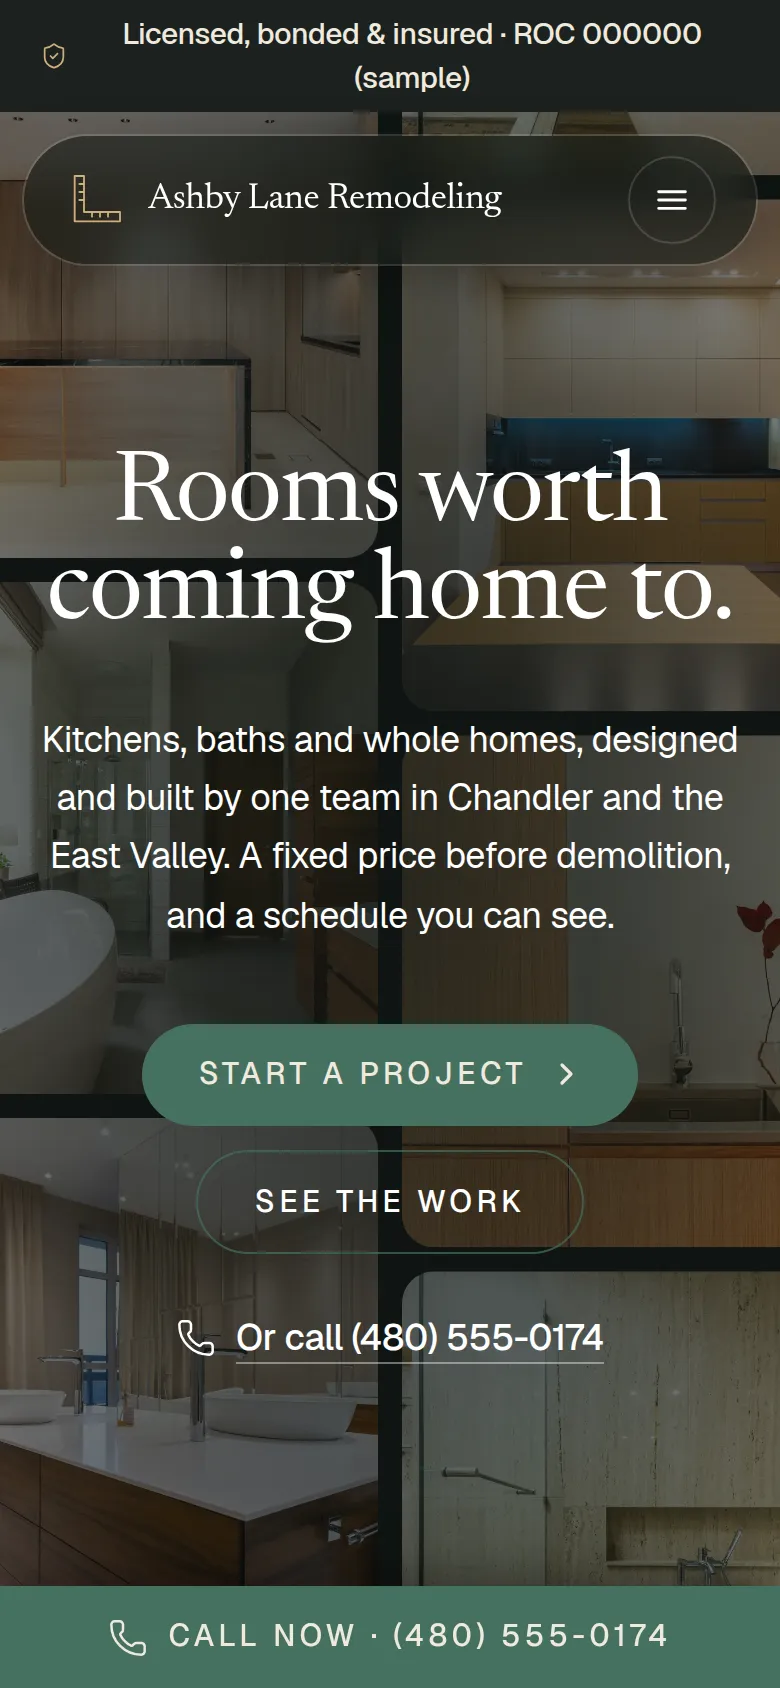 Licensed, bonded & insured · ROC 000000
(sample)
Ashby Lane Remodeling
Rooms worth
coming home to.
Kitchens, baths and whole homes, designed
and built by one team in Chandler and the
East Valley. A fixed price before demolition,
and a schedule you can see.
START A PROJECT
SEE THE WORK
Or call (480) 555-0174
CALL NOW · (480) 555-0174